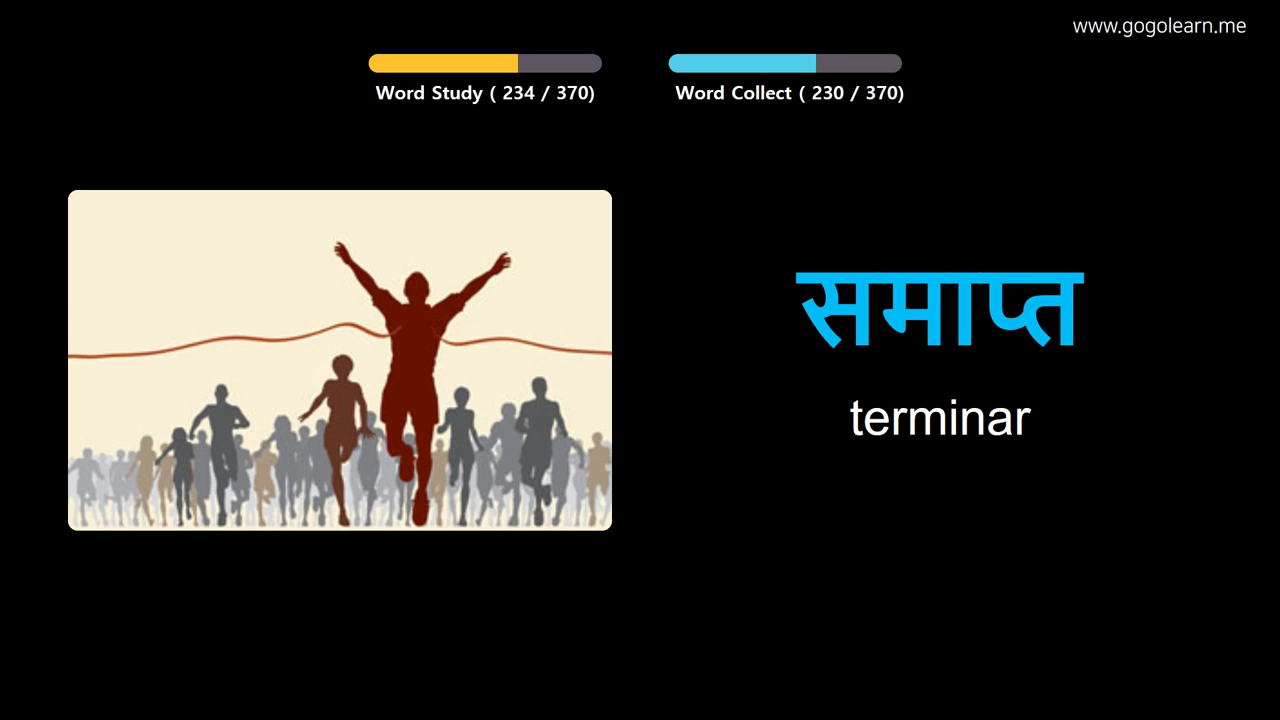 www.gogolearn.me
Word Study ( 234 / 370)
Word Collect ( 230 / 370)
समाप्त
terminar